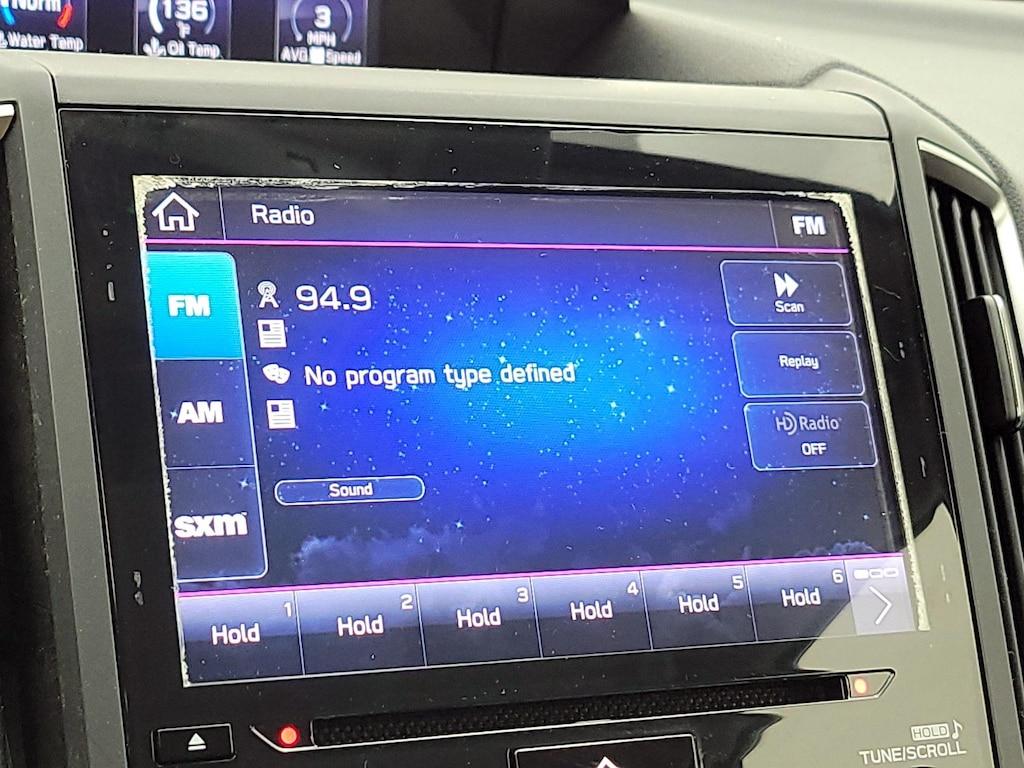 Norm
Water Temp
136
°F
Oil Temp
3
MPH
AVG Speed
Radio
FM
FM
94.9
Scan
No program type defined
Replay
AM
HD Radio
OFF
Sound
sxm
Hold 1
Hold 2
Hold 3
Hold 4
Hold 5
Hold 6
HOLD
TUNE/SCROLL